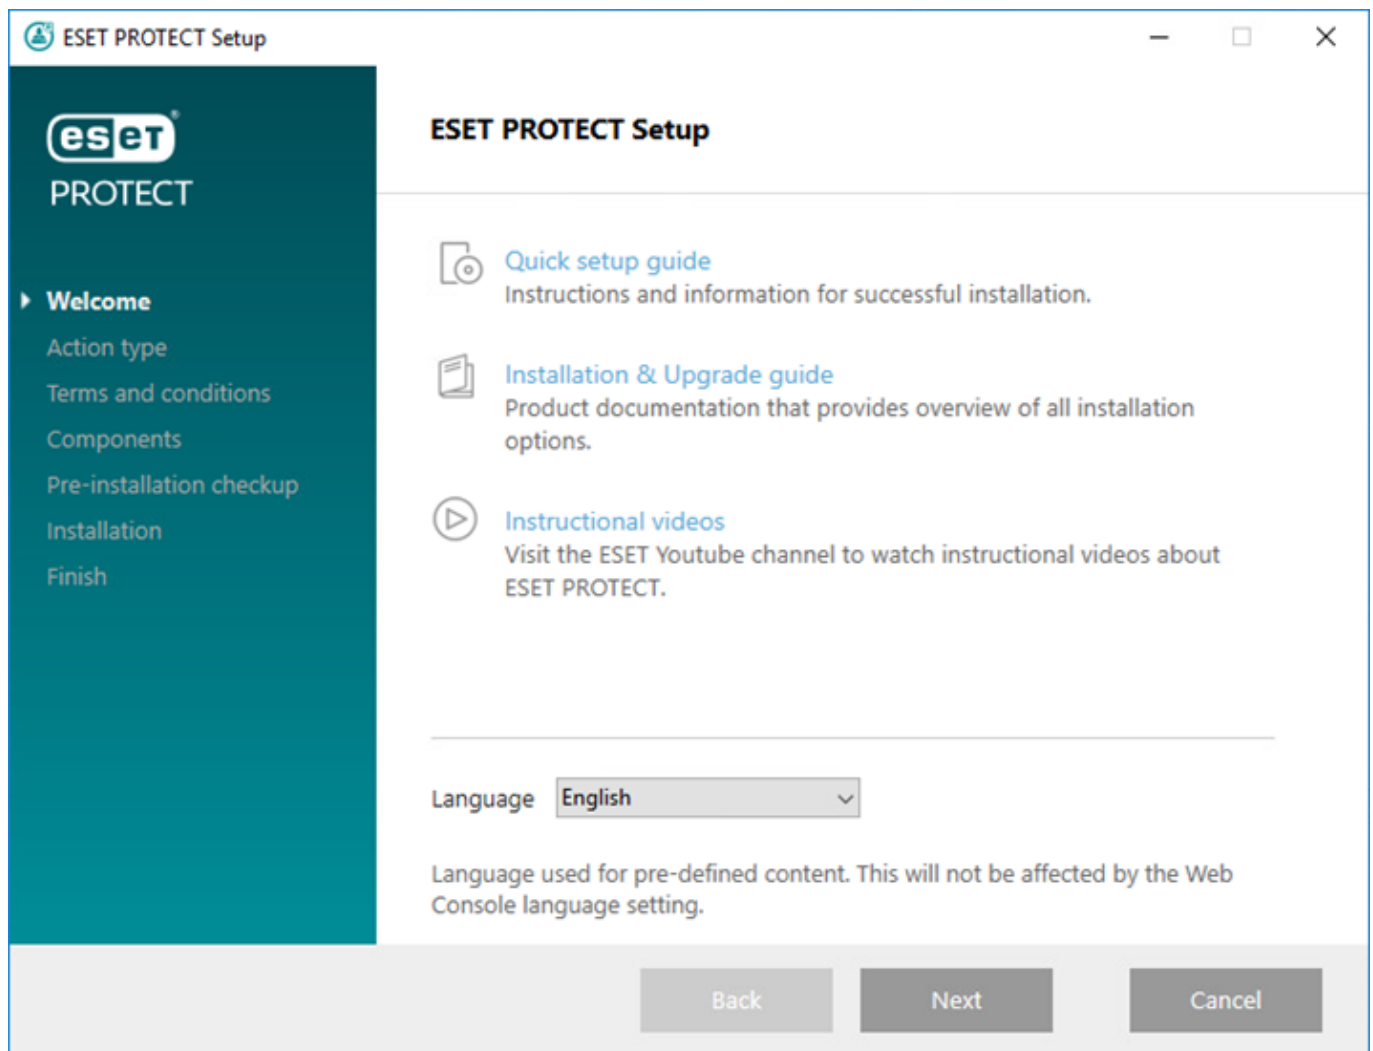 ESET PROTECT Setup
eset®
PROTECT
Welcome
Action type
Terms and conditions
Components
Pre-installation checkup
Installation
Finish
ESET PROTECT Setup
Quick setup guide
Instructions and information for successful installation.
Installation & Upgrade guide
Product documentation that provides overview of all installation
options.
Instructional videos
Visit the ESET Youtube channel to watch instructional videos about
ESET PROTECT.
Language English
Language used for pre-defined content. This will not be affected by the Web
Console language setting.
Back Next Cancel